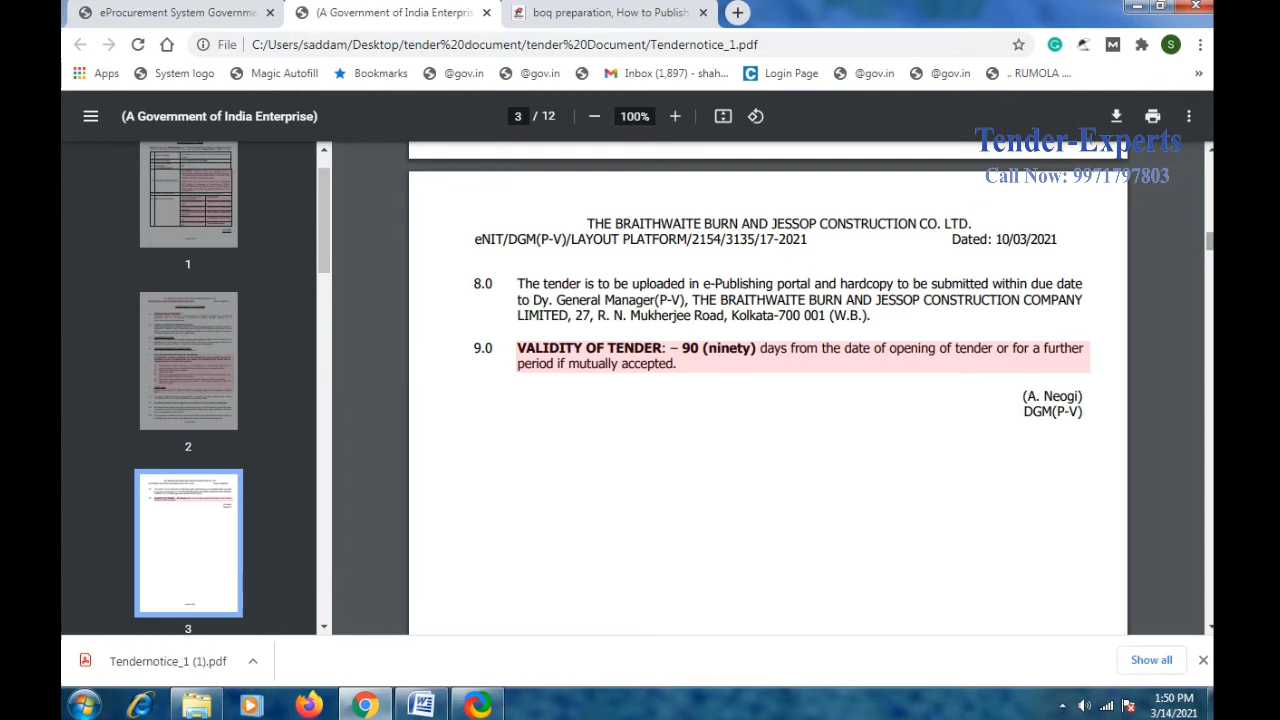 eProcurement System Governme
(A Government of India Enterpris
boq preparation, How to Publish
File
C:/Users/saddam/Desktop/tender%20document/tender%20Document/Tendernotice_1.pdf
S
Apps
System logo
Magic Autofill
Bookmarks
@gov.in
@gov.in
Inbox (1,897) - shah...
Login Page
@gov.in
@gov.in
.. RUMOLA ....
»
(A Government of India Enterprise)
3 / 12
100%
Tender-Experts
Call Now: 9971797803
1
2
3
THE BRAITHWAITE BURN AND JESSOP CONSTRUCTION CO. LTD.
eNIT/DGM(P-V)/LAYOUT PLATFORM/2154/3135/17-2021 Dated: 10/03/2021
8.0 The tender is to be uploaded in e-Publishing portal and hardcopy to be submitted within due date
to Dy. General Manager(P-V), THE BRAITHWAITE BURN AND JESSOP CONSTRUCTION COMPANY
LIMITED, 27, R. N. Mukherjee Road, Kolkata-700 001 (W.B.).
9.0 VALIDITY OF TENDER: – 90 (ninety) days from the date of opening of tender or for a further
period if mutually accepted.
(A. Neogi)
DGM(P-V)
Tendernotice_1 (1).pdf
Show all
1:50 PM
3/14/2021